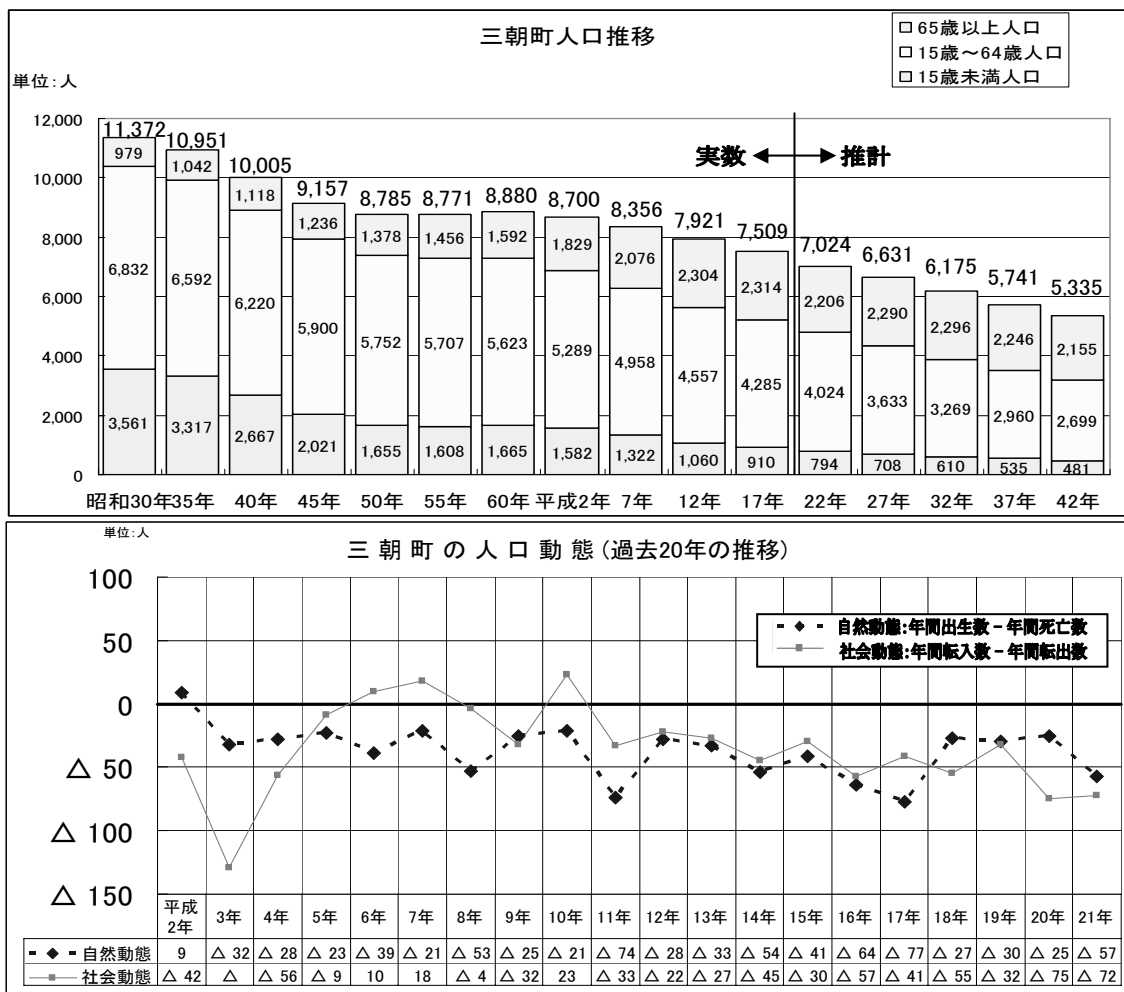 三朝町人口推移
65歳以上人口
15歳～64歳人口
15歳未満人口
単位:人
12,000
10,000
8,000
6,000
4,000
2,000
0
実数 推計
11,372 10,951 10,005 9,157 8,785 8,771 8,880 8,700 8,356 7,921 7,509 7,024 6,631 6,175 5,741 5,335
979 1,042 1,118 1,236 1,378 1,456 1,592 1,829 2,076 2,304 2,314 2,206 2,290 2,296 2,246 2,155
6,832 6,592 6,220 5,900 5,752 5,707 5,623 5,289 4,958 4,557 4,285 4,024 3,633 3,269 2,960 2,699
3,561 3,317 2,667 2,021 1,655 1,608 1,665 1,582 1,322 1,060 910 794 708 610 535 481
昭和30年 35年 40年 45年 50年 55年 60年 平成2年 7年 12年 17年 22年 27年 32年 37年 42年
単位:人
三朝町の人口動態(過去20年の推移)
自然動態:年間出生数－年間死亡数
社会動態:年間転入数－年間転出数
100
50
0
△ 50
△ 100
△ 150
平成2年 3年 4年 5年 6年 7年 8年 9年 10年 11年 12年 13年 14年 15年 16年 17年 18年 19年 20年 21年
自然動態 9 △ 32 △ 28 △ 23 △ 39 △ 21 △ 53 △ 25 △ 21 △ 74 △ 28 △ 33 △ 54 △ 41 △ 64 △ 77 △ 27 △ 30 △ 25 △ 57
社会動態 △ 42 △ △ 56 △ 9 10 18 △ 4 △ 32 23 △ 33 △ 22 △ 27 △ 45 △ 30 △ 57 △ 41 △ 55 △ 32 △ 75 △ 72